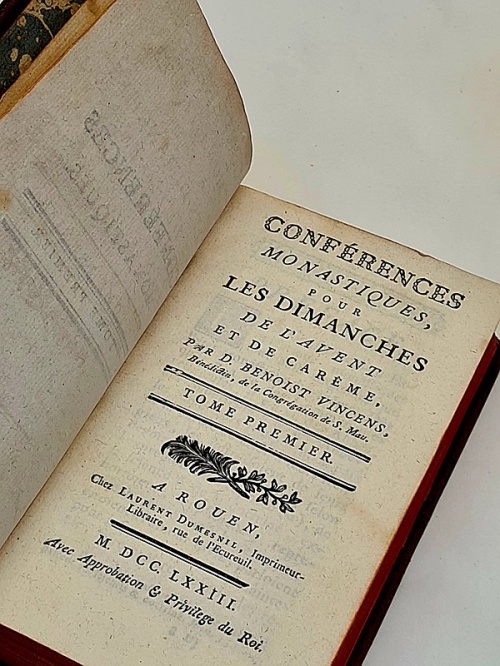 CONFÉRENCES
MONASTIQUES,
POUR
LES DIMANCHES
DE L'AVENT
ET DE CARÊME,
PAR D. BENOIST VINCENS,
Bénédictin, de la Congrégation de S. Mau.
TOME PREMIER.
A ROUEN,
Chez LAURENT DUMESNIL, Imprimeur-
Libraire, rue de l'Ecureuil.
M. DCC. LXXIII.
Avec Approbation & Privilege du Roi.